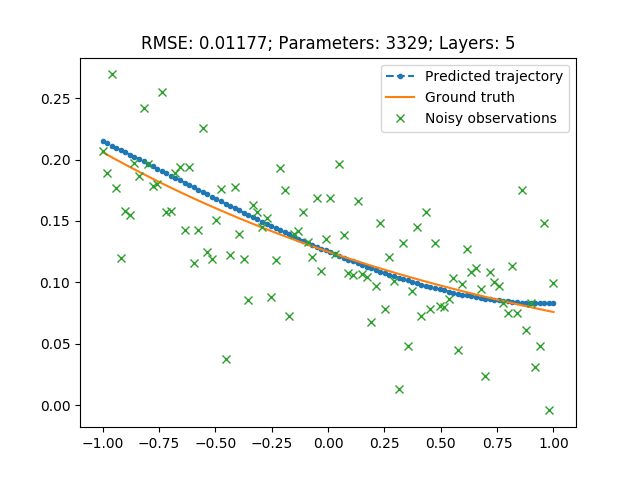 RMSE: 0.01177; Parameters: 3329; Layers: 5
Predicted trajectory
Ground truth
Noisy observations
0.25
0.20
0.15
0.10
0.05
0.00
−1.00 −0.75 −0.50 −0.25 0.00 0.25 0.50 0.75 1.00